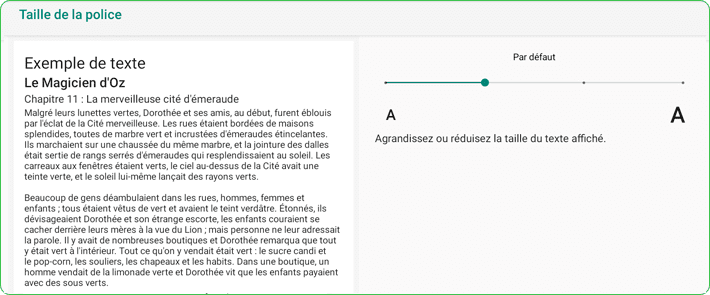 Taille de la police
Exemple de texte
Le Magicien d'Oz
Chapitre 11 : La merveilleuse cité d'émeraude
Malgré leurs lunettes vertes, Dorothée et ses amis, au début, furent éblouis
par l'éclat de la Cité merveilleuse. Les rues étaient bordées de maisons
splendides, toutes de marbre vert et incrustées d'émeraudes étincelantes.
Ils marchaient sur une chaussée du même marbre, et la jointure des dalles
était sertie de rangs serrés d'émeraudes qui resplendissaient au soleil. Les
carreaux aux fenêtres étaient verts, le ciel au-dessus de la Cité avait une
teinte verte, et le soleil lui-même lançait des rayons verts.
Beaucoup de gens déambulaient dans les rues, hommes, femmes et
enfants ; tous étaient vêtus de vert et avaient le teint verdâtre. Étonnés, ils
dévisageaient Dorothée et son étrange escorte, les enfants couraient se
cacher derrière leurs mères à la vue du Lion ; mais personne ne leur adressait
la parole. Il y avait de nombreuses boutiques et Dorothée remarqua que tout
y était vert à l'intérieur. Tout ce qu'on y vendait était vert : le sucre candi et
le pop-corn, les souliers, les chapeaux et les habits. Dans une boutique, un
homme vendait de la limonade verte et Dorothée vit que les enfants payaient
avec des sous verts.
Par défaut
A A
Agrandissez ou réduisez la taille du texte affiché.